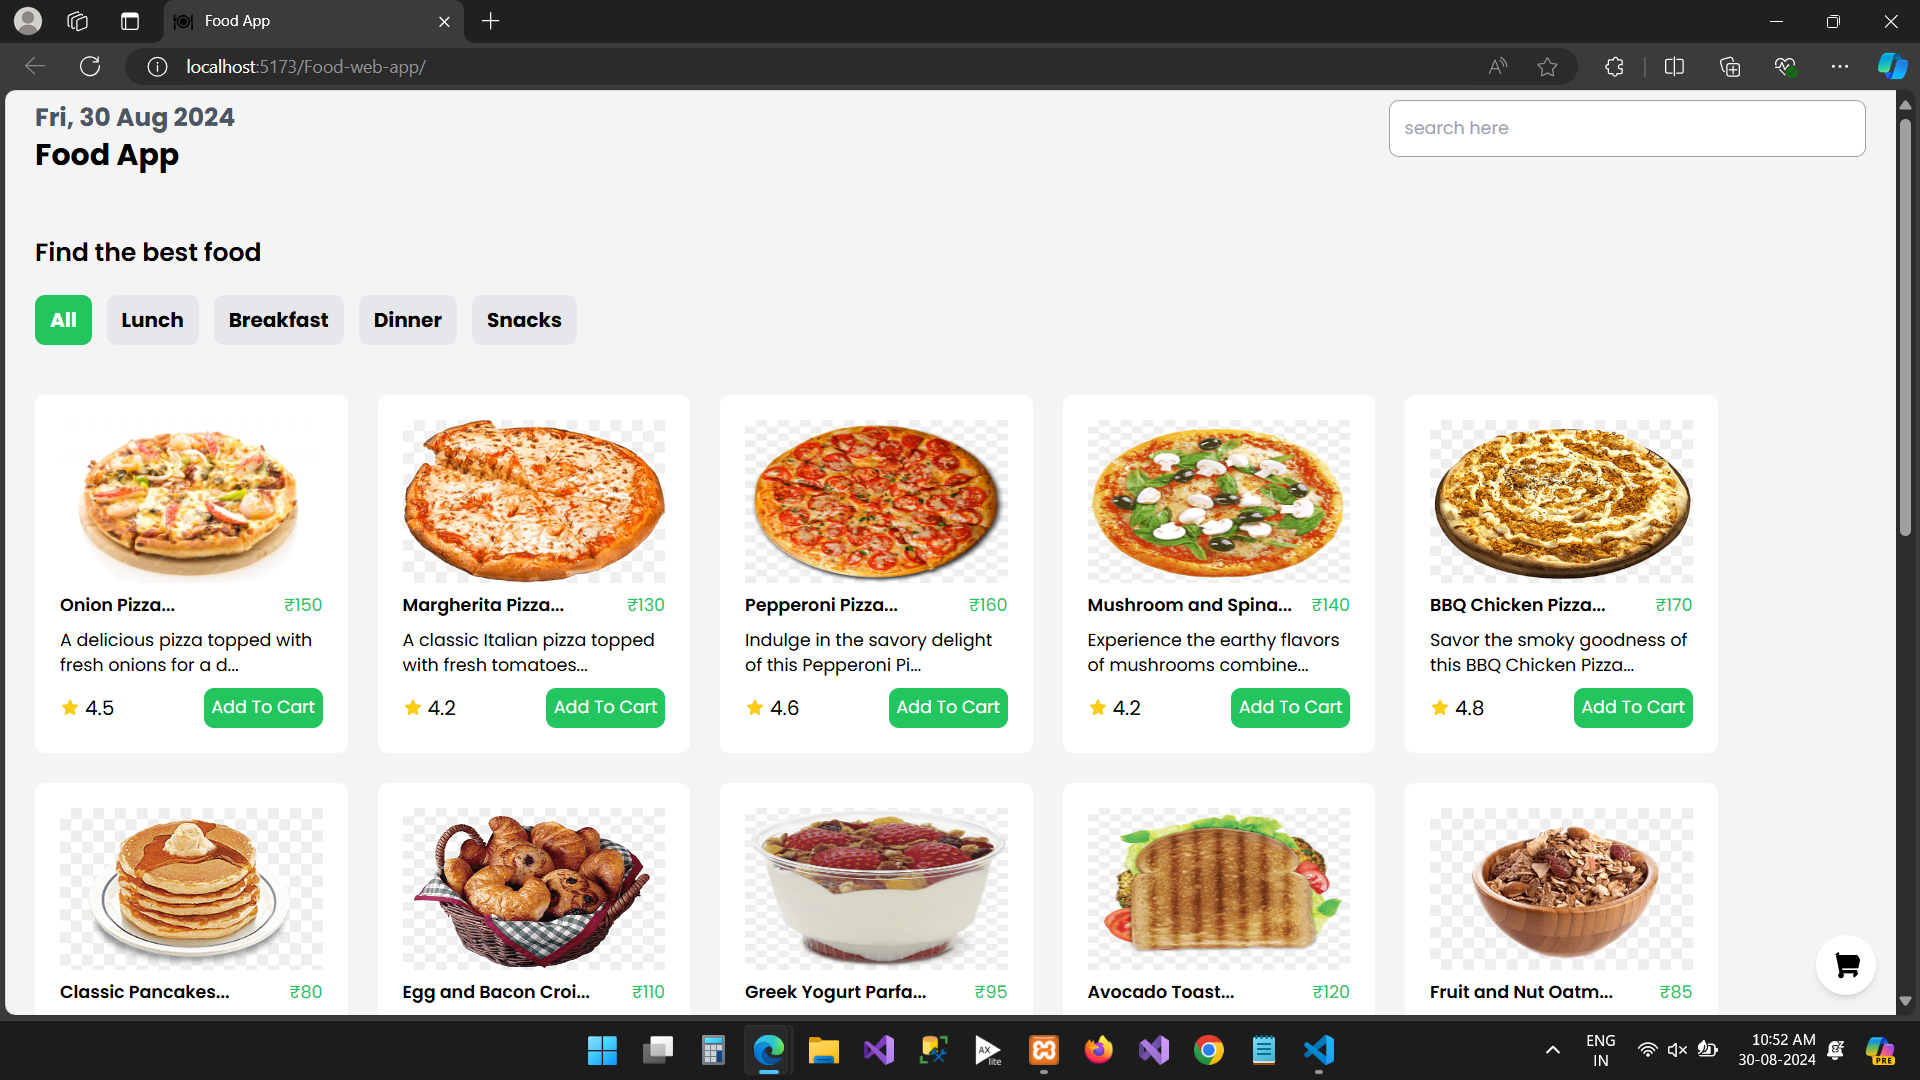 Food App
localhost:5173/Food-web-app/
Fri, 30 Aug 2024
Food App
search here
Find the best food
All Lunch Breakfast Dinner Snacks
Onion Pizza... ₹150
A delicious pizza topped with
fresh onions for a d...
4.5 Add To Cart
Margherita Pizza... ₹130
A classic Italian pizza topped
with fresh tomatoes...
4.2 Add To Cart
Pepperoni Pizza... ₹160
Indulge in the savory delight
of this Pepperoni Pi...
4.6 Add To Cart
Mushroom and Spina... ₹140
Experience the earthy flavors
of mushrooms combine...
4.2 Add To Cart
BBQ Chicken Pizza... ₹170
Savor the smoky goodness of
this BBQ Chicken Pizza...
4.8 Add To Cart
Classic Pancakes... ₹80
Egg and Bacon Croi... ₹110
Greek Yogurt Parfa... ₹95
Avocado Toast... ₹120
Fruit and Nut Oatm... ₹85
AX
lite
ENG
IN
10:52 AM
30-08-2024
PRE